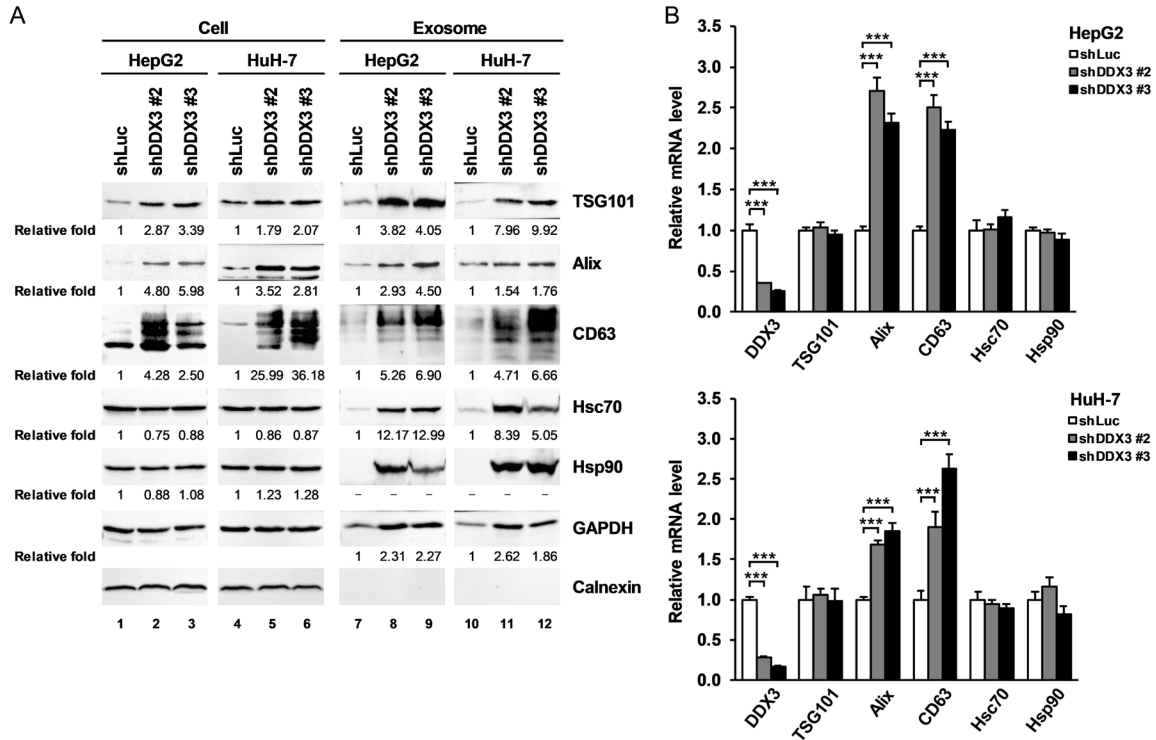 A
Cell Exosome
HepG2 HuH-7 HepG2 HuH-7
shLuc shDDX3 #2 shDDX3 #3 shLuc shDDX3 #2 shDDX3 #3 shLuc shDDX3 #2 shDDX3 #3 shLuc shDDX3 #2 shDDX3 #3
TSG101
Relative fold 1 2.87 3.39 1 1.79 2.07 1 3.82 4.05 1 7.96 9.92
Alix
Relative fold 1 4.80 5.98 1 3.52 2.81 1 2.93 4.50 1 1.54 1.76
CD63
Relative fold 1 4.28 2.50 1 25.99 36.18 1 5.26 6.90 1 4.71 6.66
Hsc70
Relative fold 1 0.75 0.88 1 0.86 0.87 1 12.17 12.99 1 8.39 5.05
Hsp90
Relative fold 1 0.88 1.08 1 1.23 1.28 – – – – – –
GAPDH
Relative fold 1 2.31 2.27 1 2.62 1.86
Calnexin
1 2 3 4 5 6 7 8 9 10 11 12
B
HepG2
shLuc
shDDX3 #2
shDDX3 #3
Relative mRNA level
3.5
3.0
2.5
2.0
1.5
1.0
0.5
0.0
*** *** *** *** *** ***
DDX3 TSG101 Alix CD63 Hsc70 Hsp90
HuH-7
shLuc
shDDX3 #2
shDDX3 #3
Relative mRNA level
3.5
3.0
2.5
2.0
1.5
1.0
0.5
0.0
*** *** *** *** *** ***
DDX3 TSG101 Alix CD63 Hsc70 Hsp90